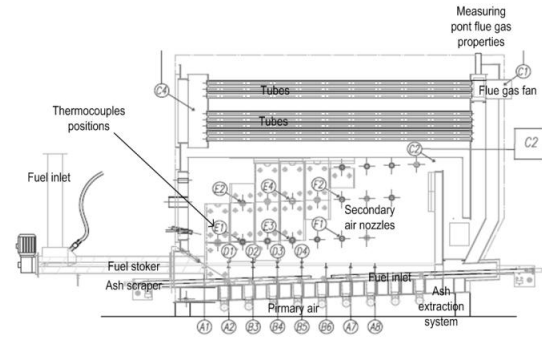 Measuring
pont flue gas
properties
C1
C4
Tubes
Flue gas fan
Thermocouples
positions
Tubes
C2
C2
Fuel inlet
E2
E4
F2
Secondary
air nozzles
E1
E3
F1
D1
D2
D3
D4
Fuel stoker
Fuel inlet
Ash scraper
Pirmary air
Ash
extraction
system
A1
A2
B3
B4
B5
B6
A7
A8